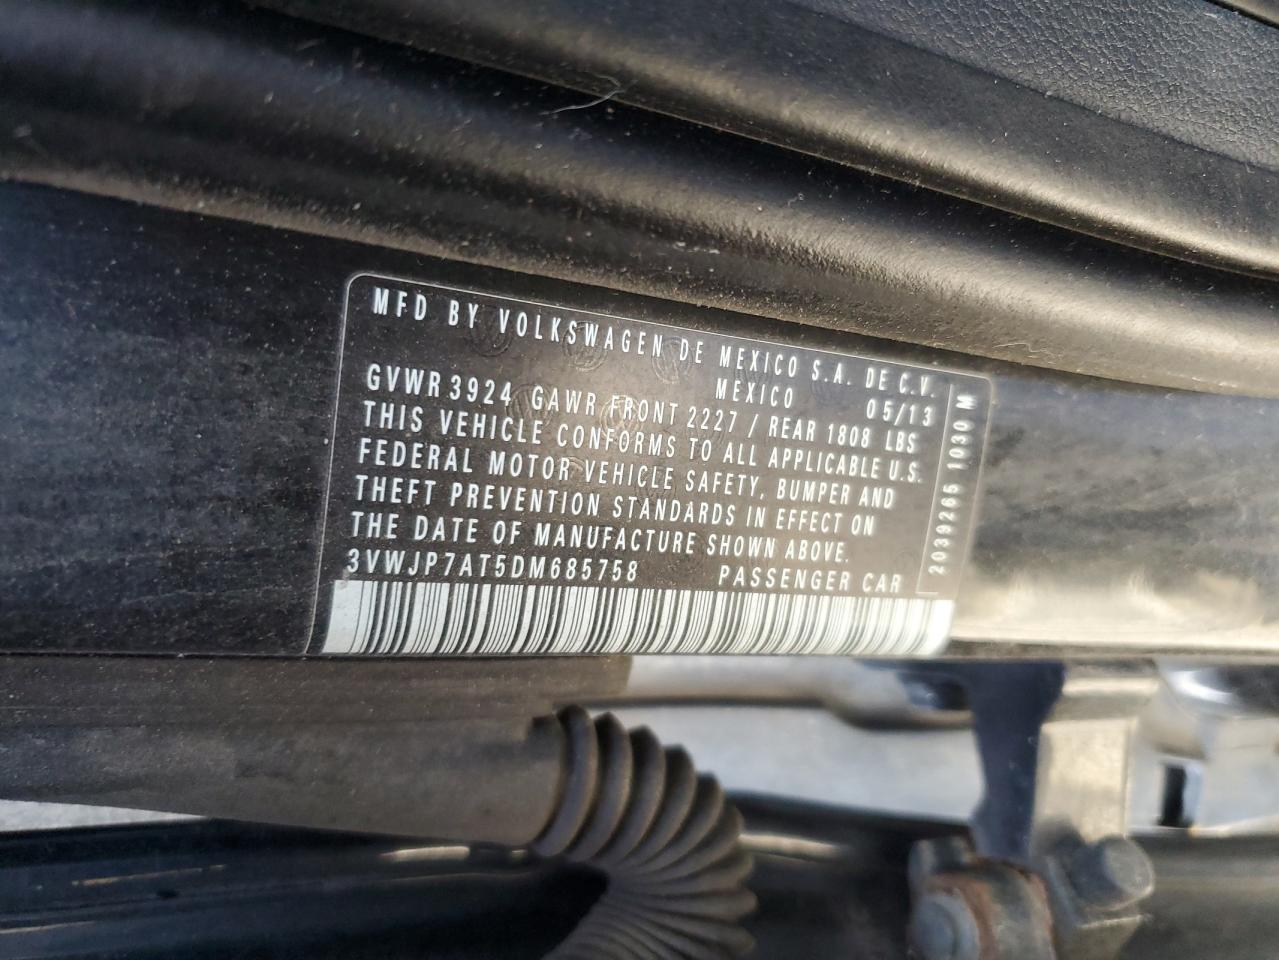 MFD BY VOLKSWAGEN DE MEXICO S.A. DE C.V.
MEXICO 05/13
GVWR 3924 GAWR FRONT 2227 / REAR 1808 LBS
THIS VEHICLE CONFORMS TO ALL APPLICABLE U.S.
FEDERAL MOTOR VEHICLE SAFETY, BUMPER AND
THEFT PREVENTION STANDARDS IN EFFECT ON
THE DATE OF MANUFACTURE SHOWN ABOVE.
3VWJP7AT5DM685758 PASSENGER CAR
2039265 1030 M